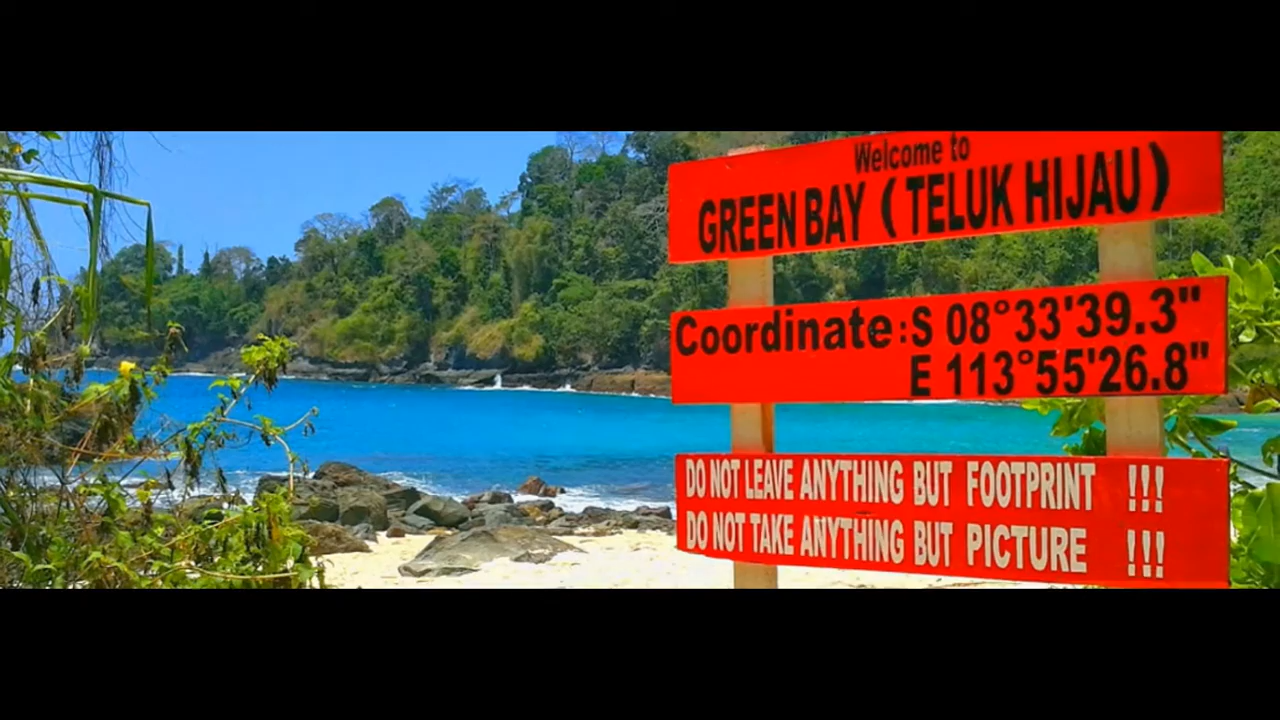 Welcome to
GREEN BAY (TELUK HIJAU)
Coordinate:S 08°33'39.3"
E 113°55'26.8"
DO NOT LEAVE ANYTHING BUT FOOTPRINT !!!
DO NOT TAKE ANYTHING BUT PICTURE !!!